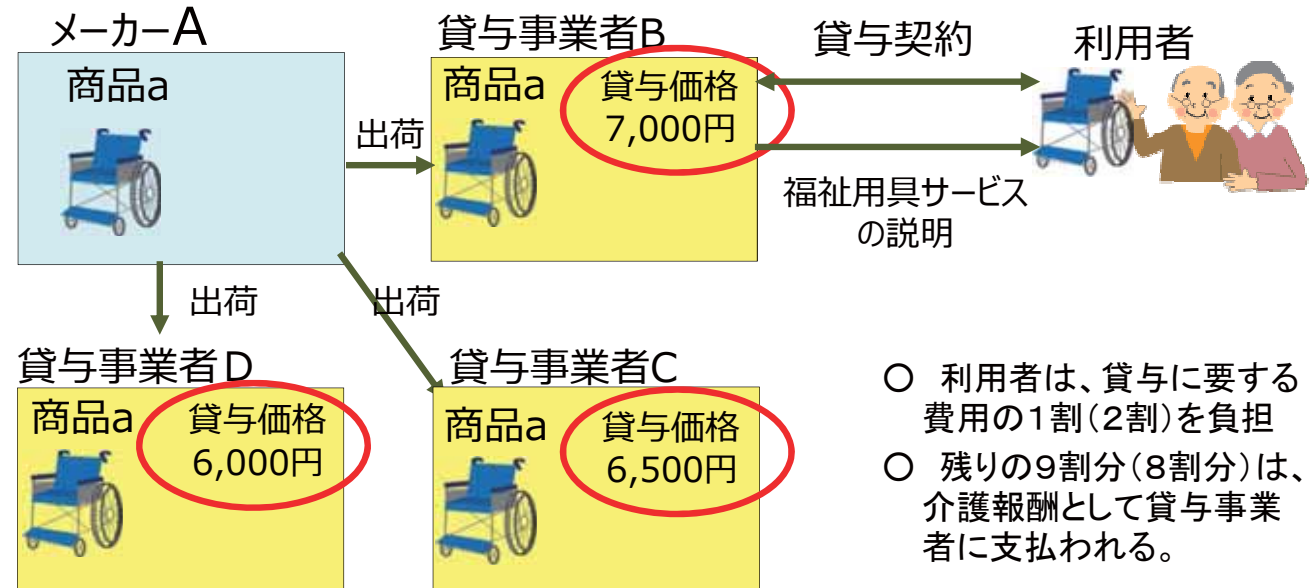 メーカーA
商品a
出荷
貸与事業者B
商品a
貸与価格
7,000円
貸与契約
利用者
福祉用具サービス
の説明
出荷
出荷
貸与事業者D
商品a
貸与価格
6,000円
貸与事業者C
商品a
貸与価格
6,500円
○ 利用者は、貸与に要する
費用の1割(2割)を負担
○ 残りの9割分(8割分)は、
介護報酬として貸与事業
者に支払われる。